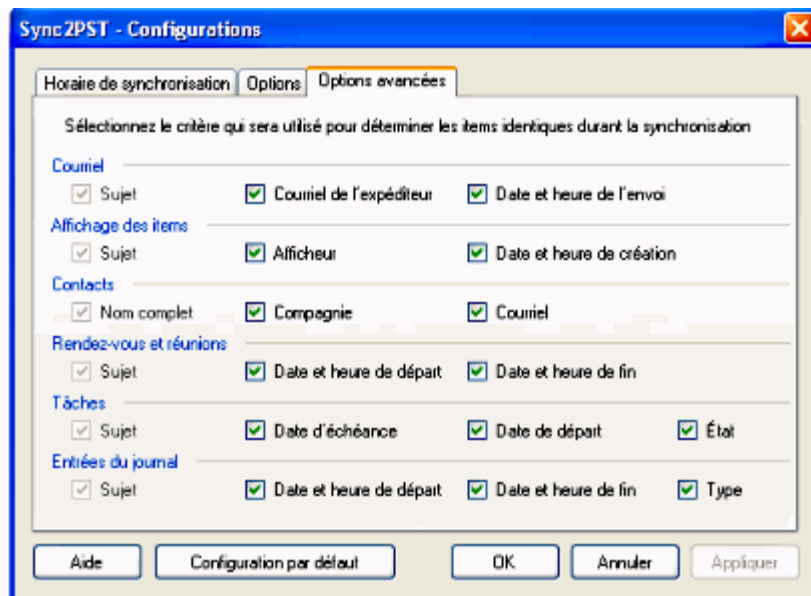 Sync2PST - Configurations
Horaire de synchronisation Options Options avancées
Sélectionnez le critère qui sera utilisé pour déterminer les items identiques durant la synchronisation
Courriel
Sujet Courriel de l'expéditeur Date et heure de l'envoi
Affichage des items
Sujet Afficheur Date et heure de création
Contacts
Nom complet Compagnie Courriel
Rendez-vous et réunions
Sujet Date et heure de départ Date et heure de fin
Tâches
Sujet Date d'échéance Date de départ État
Entrées du journal
Sujet Date et heure de départ Date et heure de fin Type
Aide Configuration par défaut OK Annuler Appliquer